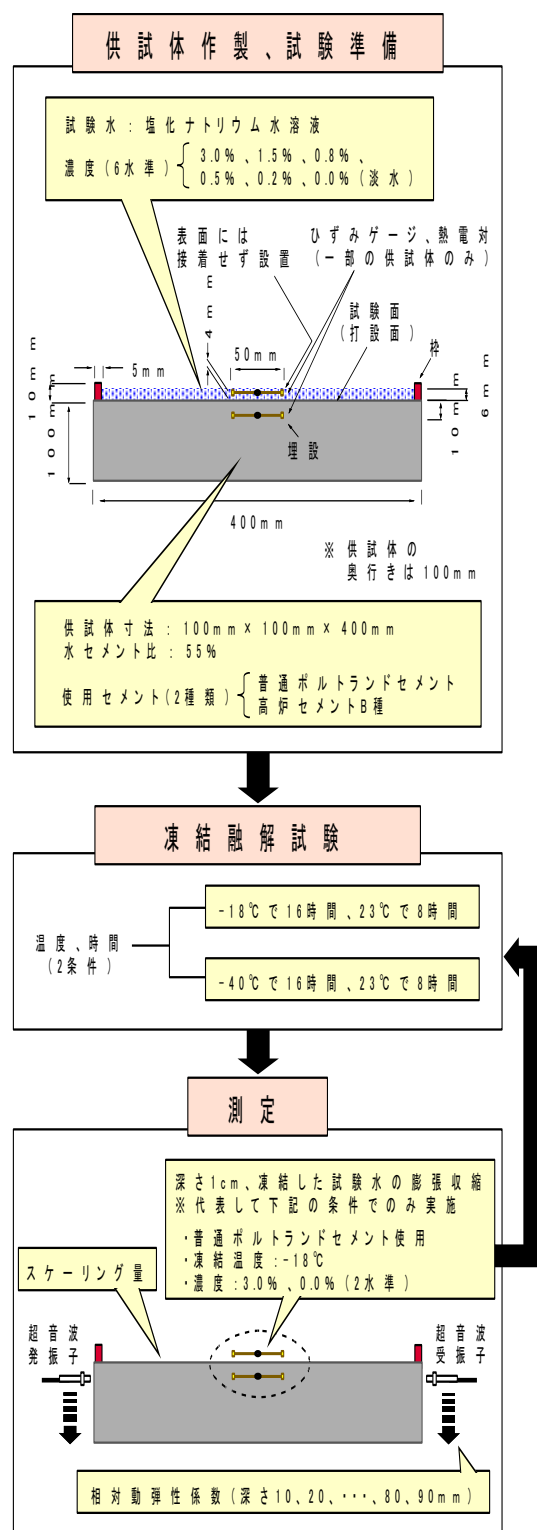 供試体作製、試験準備
試験水：塩化ナトリウム水溶液
濃度(6水準)
3.0%、1.5%、0.8%、
0.5%、0.2%、0.0%(淡水)
表面には
接着せず設置
ひずみゲージ、熱電対
(一部の供試体のみ)
試験面
(打設面)
枠
4mm
50mm
5mm
10mm
100mm
6mm
10mm
埋設
400mm
※ 供試体の
奥行きは100mm
供試体寸法：100mm×100mm×400mm
水セメント比：55%
使用セメント(2種類)
普通ポルトランドセメント
高炉セメントB種
凍結融解試験
温度、時間
(2条件)
-18℃で16時間、23℃で8時間
-40℃で16時間、23℃で8時間
測定
深さ1cm、凍結した試験水の膨張収縮
※代表して下記の条件でのみ実施
・普通ポルトランドセメント使用
・凍結温度：-18℃
・濃度：3.0%、0.0%(2水準)
スケーリング量
超音波
発振子
超音波
受振子
相対動弾性係数(深さ10、20、・・・、80、90mm)